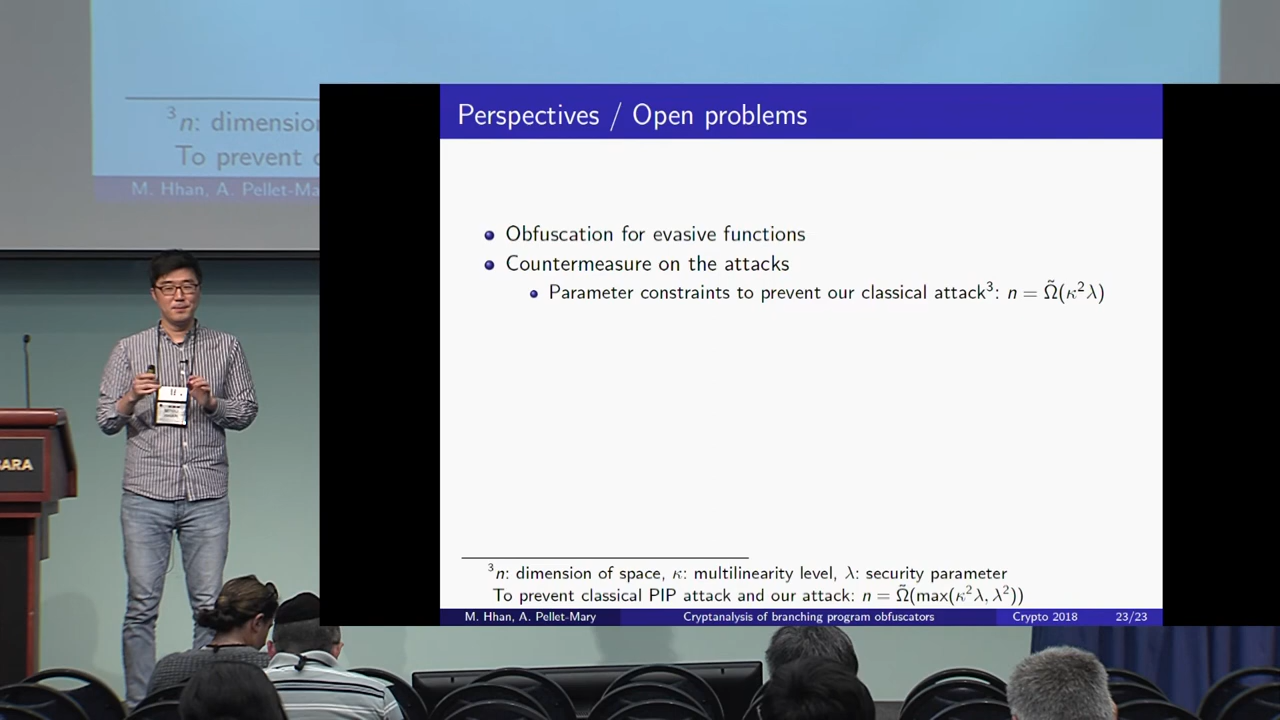 ³n: dimension
To prevent
M. Hhan, A. Pellet-Ma
Perspectives / Open problems
Obfuscation for evasive functions
Countermeasure on the attacks
Parameter constraints to prevent our classical attack³: n = Ω̃(κ²λ)
³n: dimension of space, κ: multilinearity level, λ: security parameter
To prevent classical PIP attack and our attack: n = Ω̃(max(κ²λ, λ²))
M. Hhan, A. Pellet-Mary Cryptanalysis of branching program obfuscators Crypto 2018 23/23
ARA